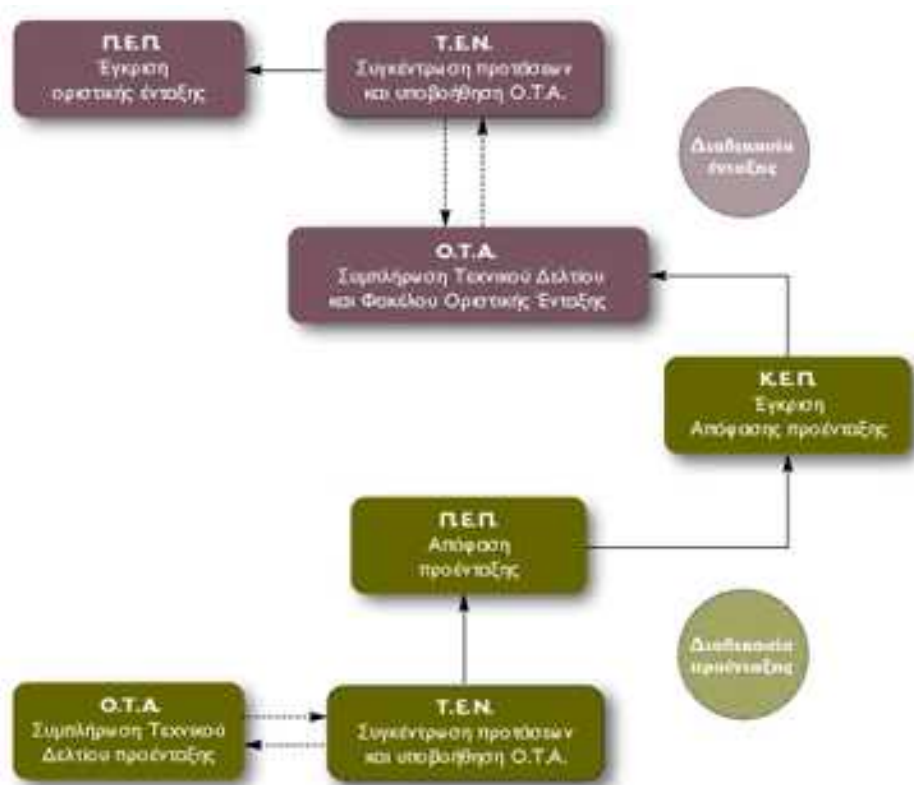 Π.Ε.Π.
Έγκριση
οριστικής ένταξης
Τ.Ε.Ν.
Συγκέντρωση προτάσεων
και υποβοήθηση Ο.Τ.Α.
Διαδικασία
ένταξης
Ο.Τ.Α.
Συμπλήρωση Τεχνικού Δελτίου
και Φακέλου Οριστικής Ένταξης
Κ.Ε.Π.
Έγκριση
Απόφασης προένταξης
Π.Ε.Π.
Απόφαση
προένταξης
Διαδικασία
προένταξης
Ο.Τ.Α.
Συμπλήρωση Τεχνικού
Δελτίου προένταξης
Τ.Ε.Ν.
Συγκέντρωση προτάσεων
και υποβοήθηση Ο.Τ.Α.